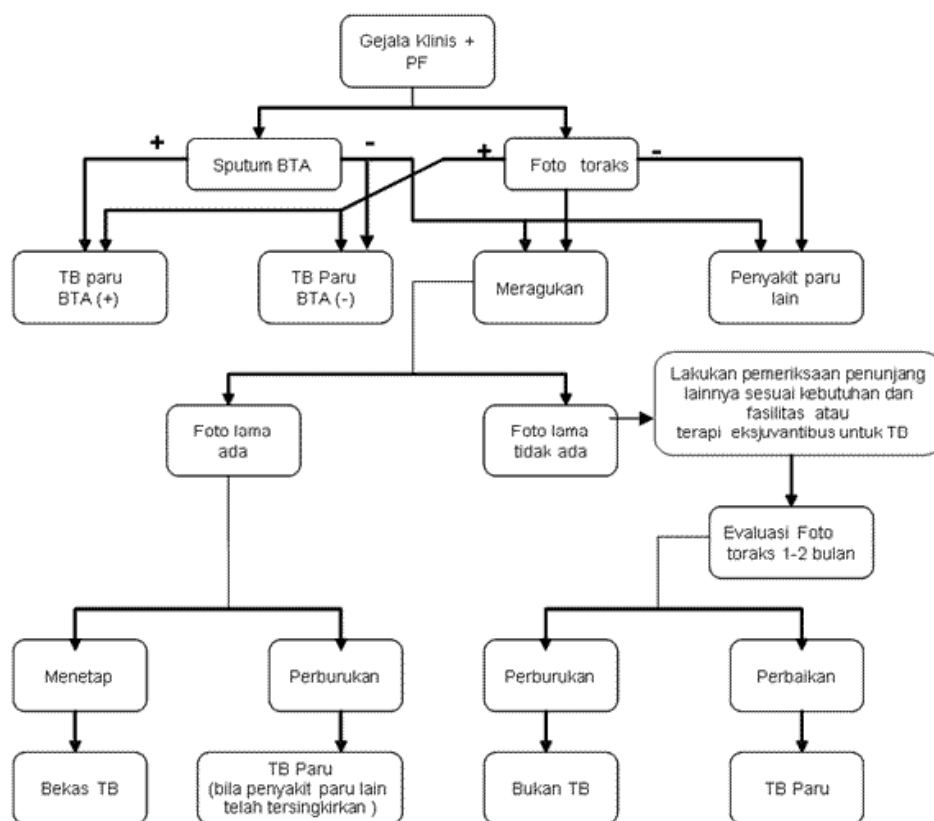 Gejala Klinis +
PF
+
Sputum BTA
-
+
Foto toraks
-
TB paru
BTA (+)
TB Paru
BTA (-)
Meragukan
Penyakit paru
lain
Foto lama
ada
Foto lama
tidak ada
Lakukan pemeriksaan penunjang
lainnya sesuai kebutuhan dan
fasilitas atau
terapi eksjuvantibus untuk TB
Evaluasi Foto
toraks 1-2 bulan
Menetap
Perburukan
Perburukan
Perbaikan
Bekas TB
TB Paru
(bila penyakit paru lain
telah tersingkirkan )
Bukan TB
TB Paru